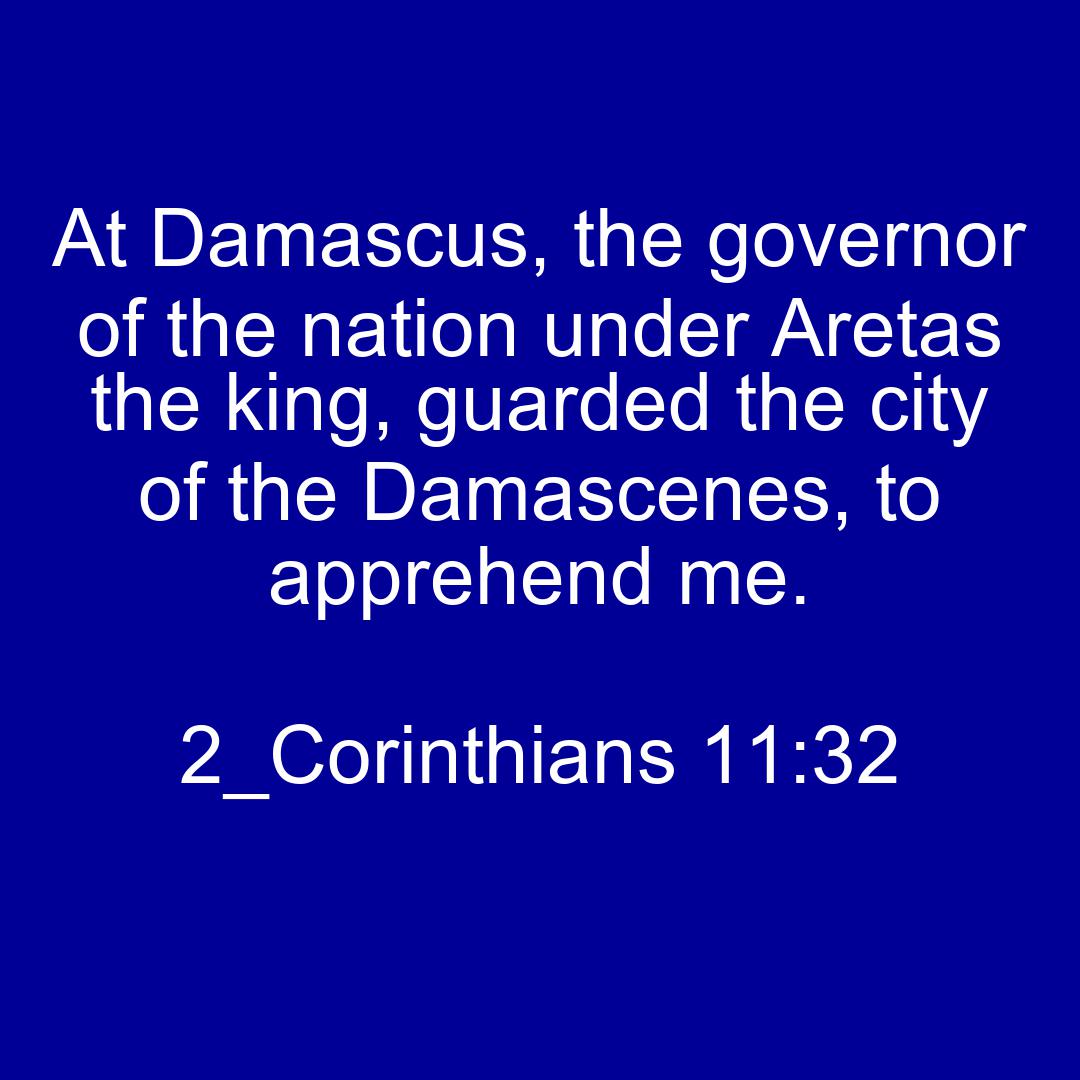 At Damascus, the governor
of the nation under Aretas
the king, guarded the city
of the Damascenes, to
apprehend me.
2_Corinthians 11:32